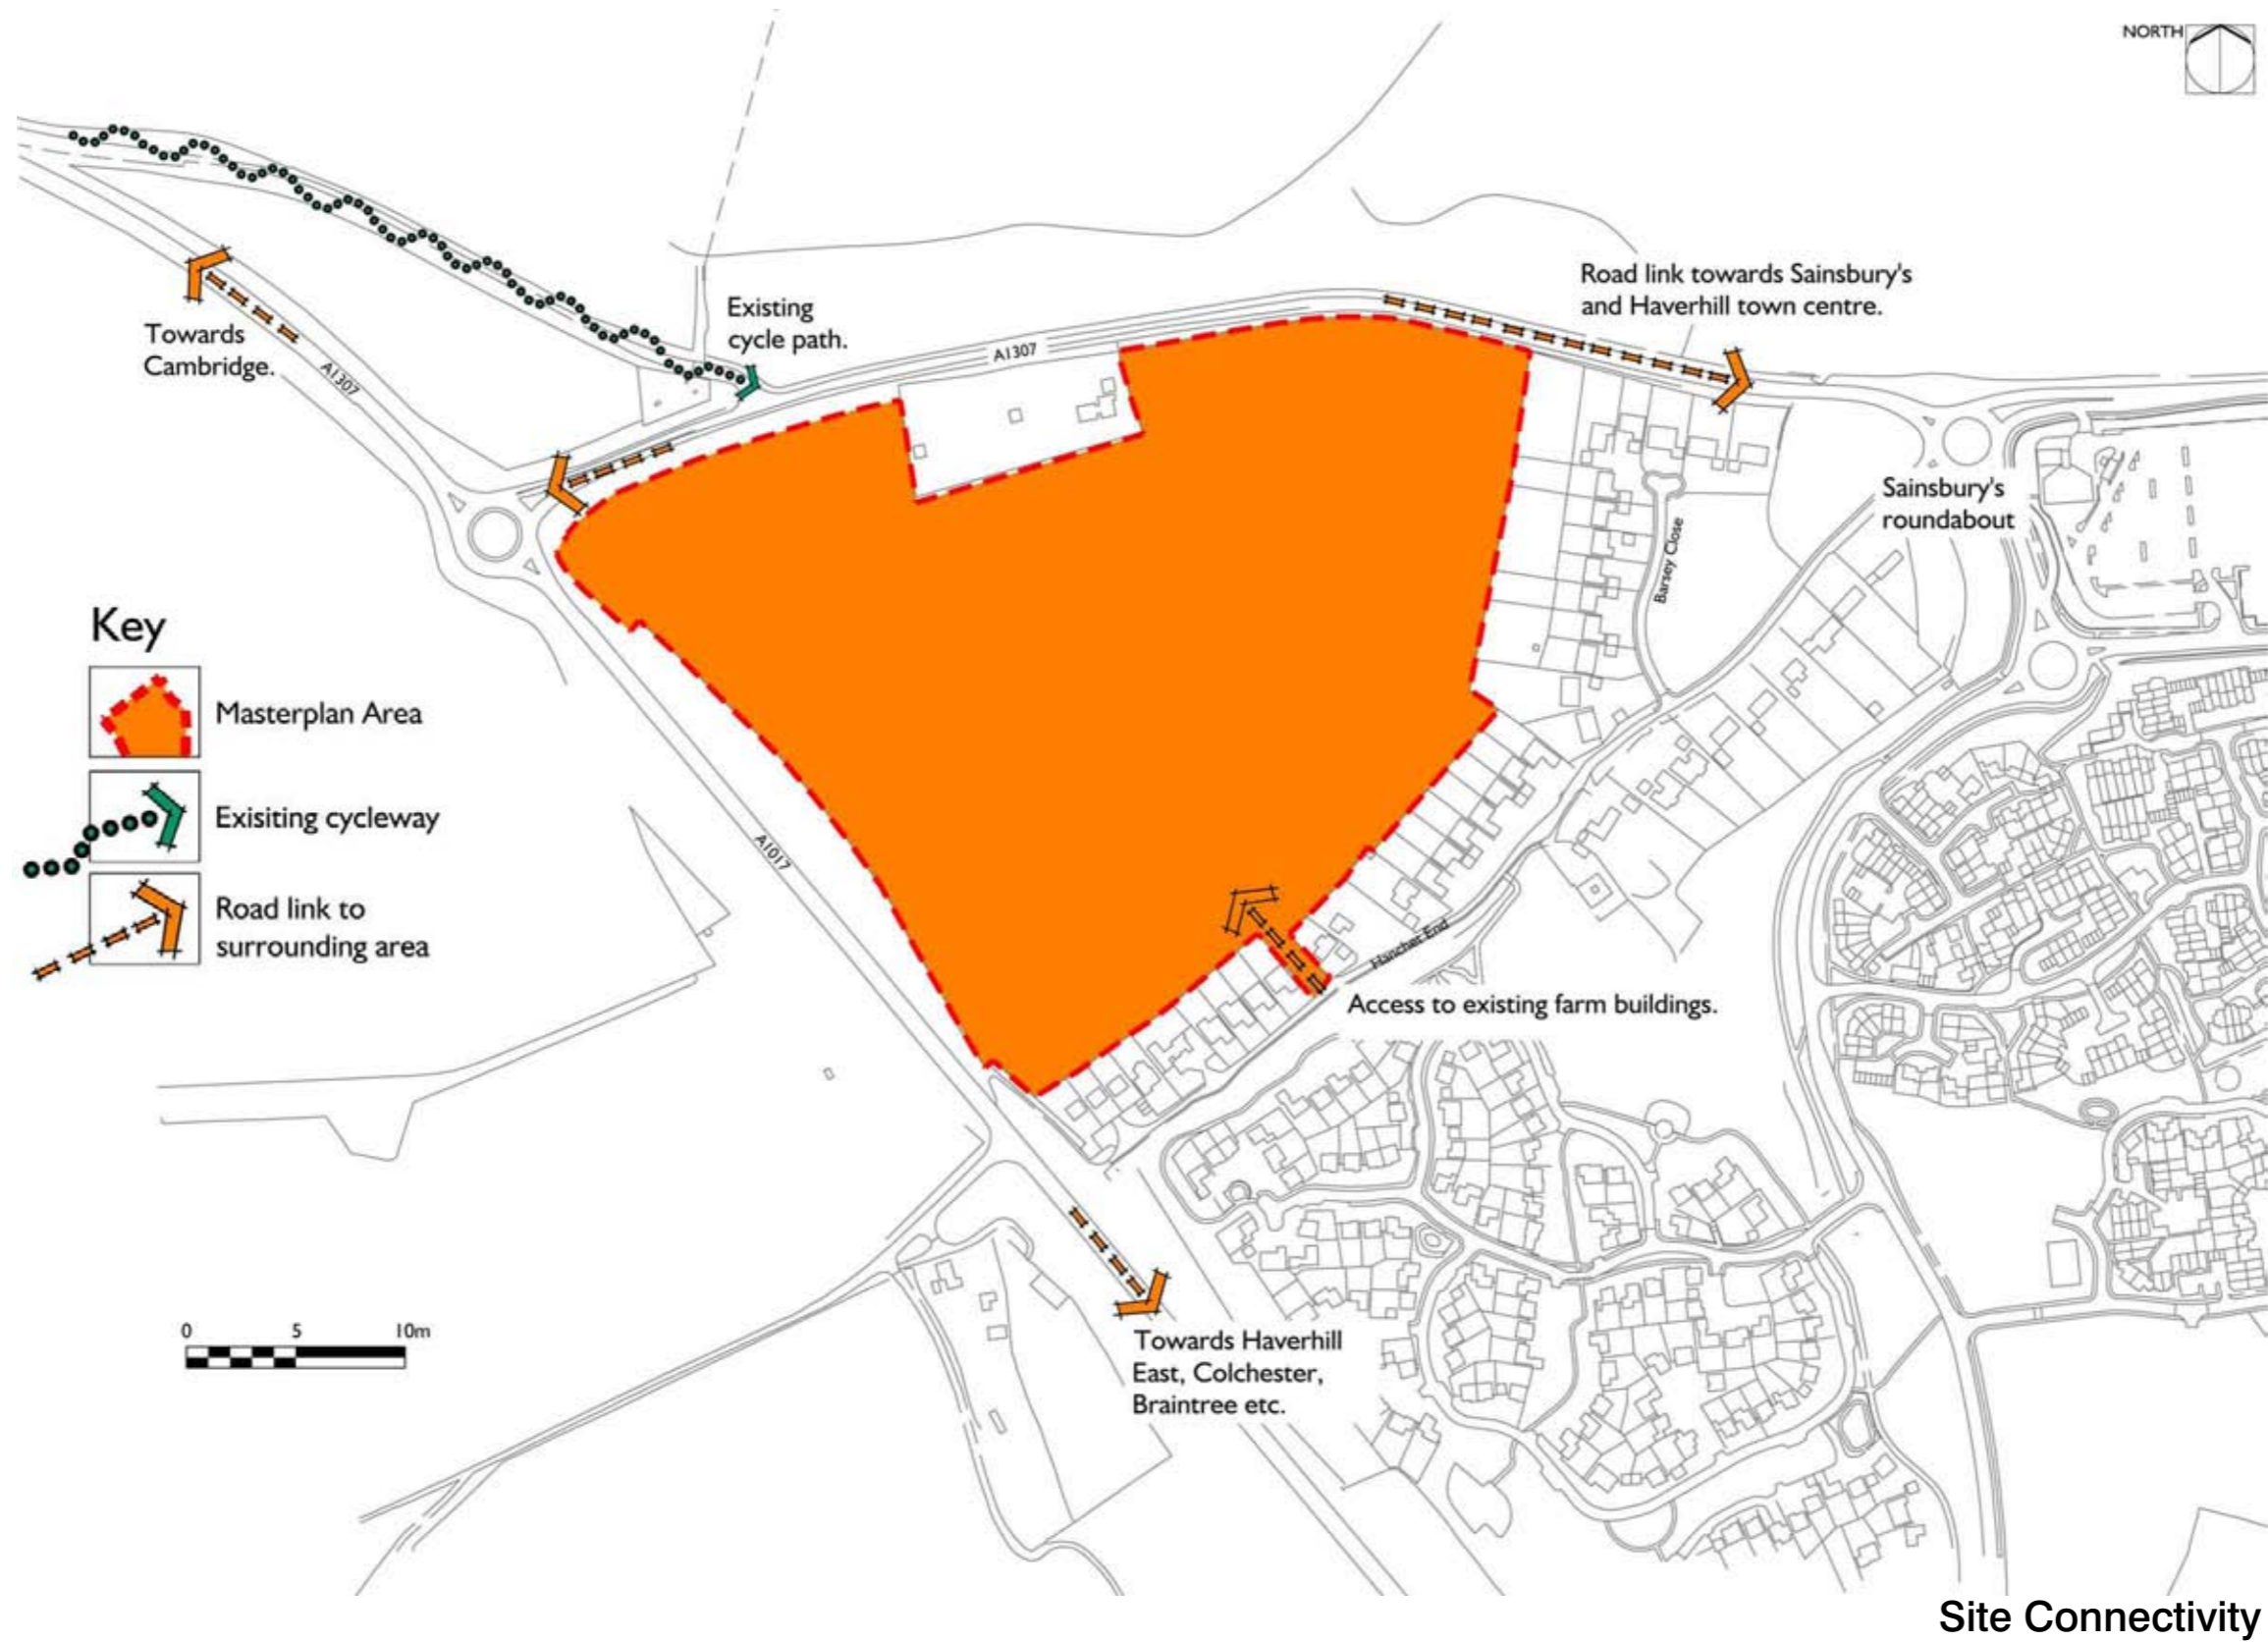 NORTH
Road link towards Sainsbury's
and Haverhill town centre.
Existing
cycle path.
Towards
Cambridge.
A1307
A1307
Sainsbury's
roundabout
Barsey Close
Key
Masterplan Area
Exisiting cycleway
Road link to
surrounding area
A1017
Hanchet End
Access to existing farm buildings.
0 5 10m
Towards Haverhill
East, Colchester,
Braintree etc.
Site Connectivity